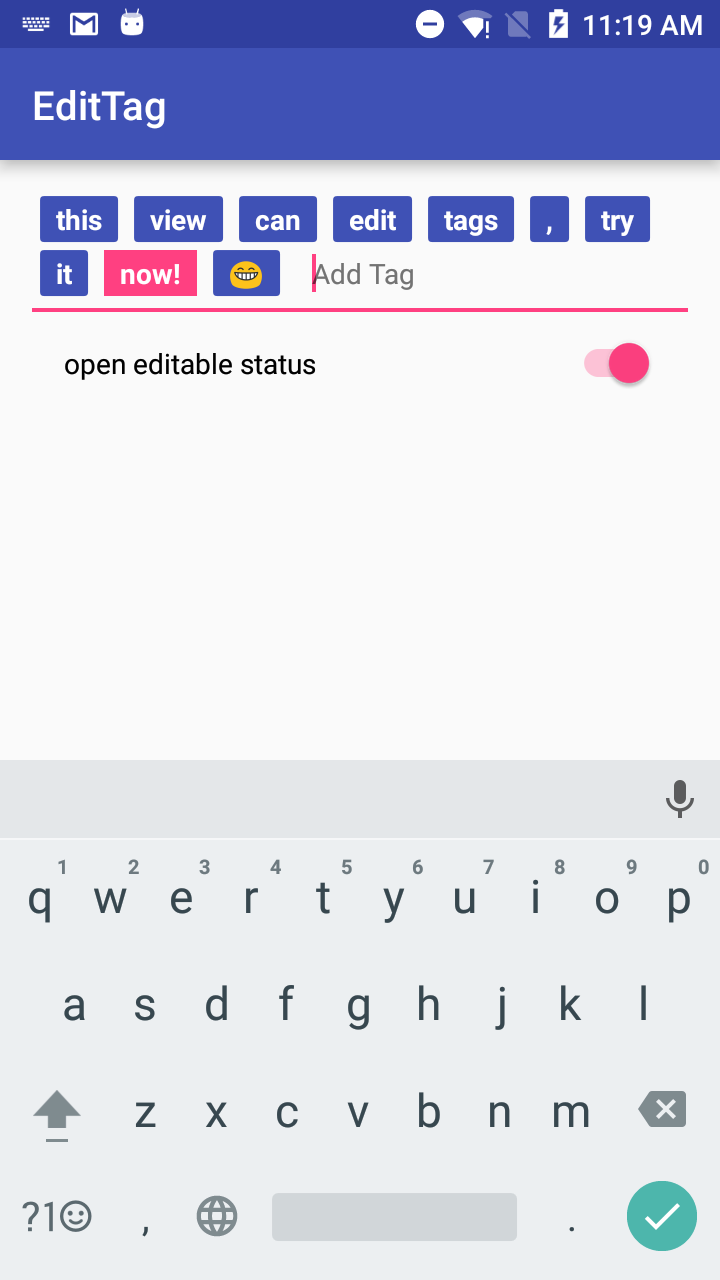 11:19 AM
EditTag
this view can edit tags , try
it now! 😁 Add Tag
open editable status
1 2 3 4 5 6 7 8 9 0
q w e r t y u i o p
a s d f g h j k l
z x c v b n m
?1☺ , .